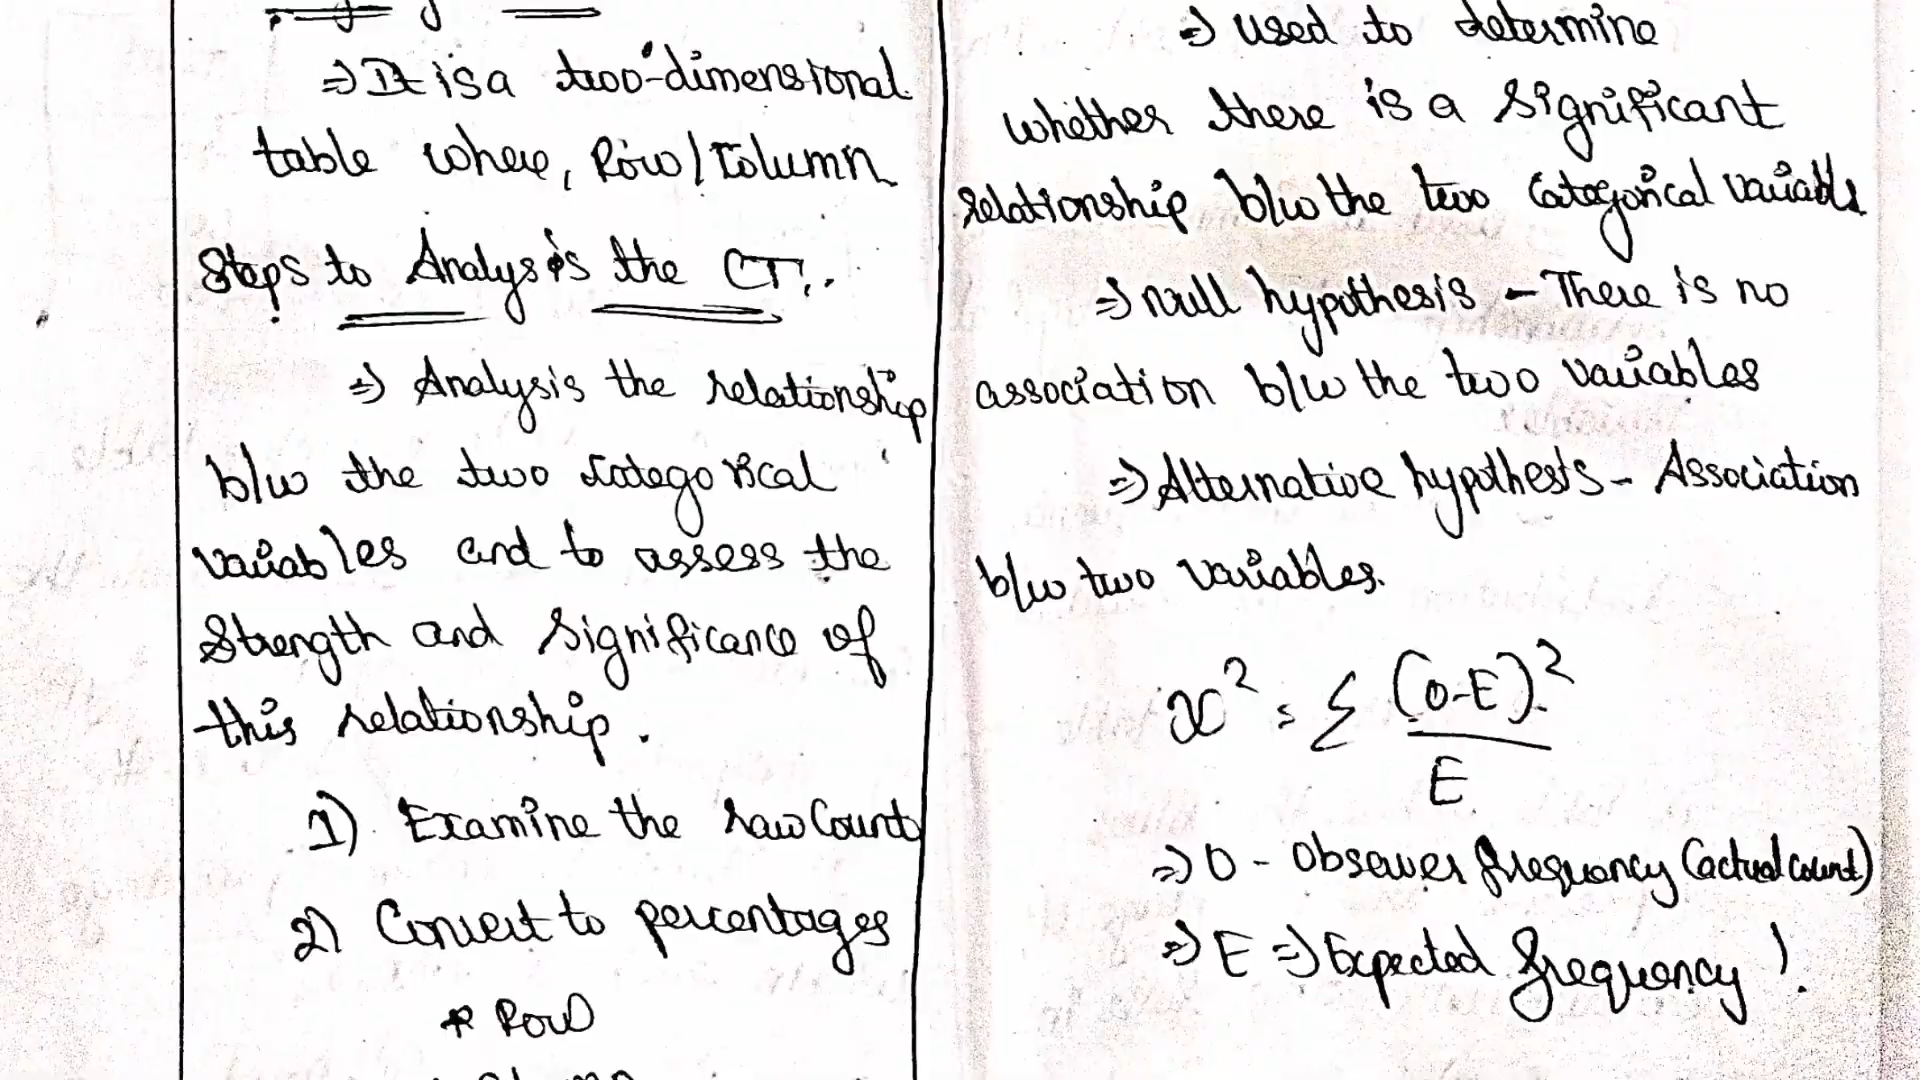 ⇒ It is a two-dimensional
table where, Row/Column
Steps to Analysis the CT:.
⇒ Analysis the relationship
b/w the two categorical
variables and to assess the
Strength and significance of
this relationship.
1) Examine the raw Counts
2) Convert to percentages
* Row
⇒ used to determine
whether there is a significant
relationship b/w the two categorical variable
⇒ Null hypothesis - There is no
association b/w the two variables
⇒ Alternative hypothesis - Association
b/w two variables.
x² = Σ (O-E)²
E
⇒ O - Observer frequency (actual count)
⇒ E ⇒ Expected frequency !